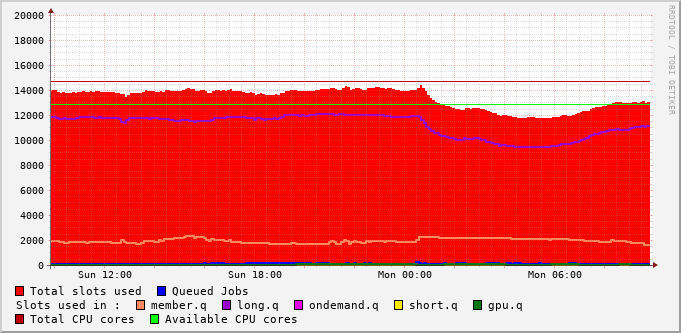 20000
18000
16000
14000
12000
10000
8000
6000
4000
2000
0
Sun 12:00 Sun 18:00 Mon 00:00 Mon 06:00
Total slots used Queued Jobs
Slots used in : member.q long.q ondemand.q short.q gpu.q
Total CPU cores Available CPU cores
RRDTOOL / TOBI OETIKER